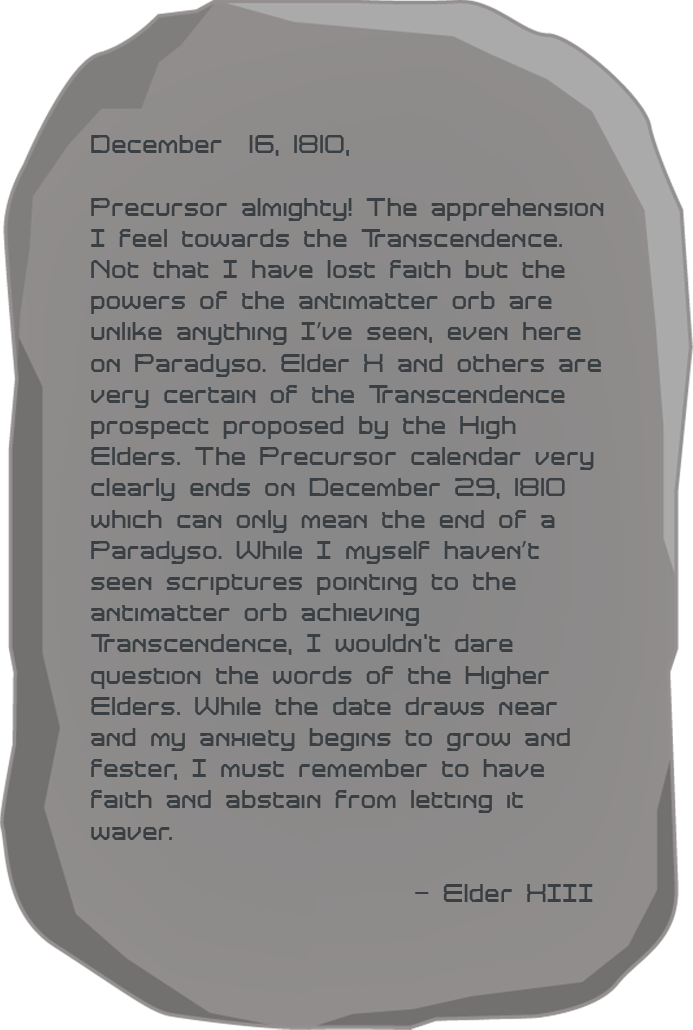 December 16, 1810,
Precursor almighty! The apprehension
I feel towards the Transcendence.
Not that I have lost faith but the
powers of the antimatter orb are
unlike anything I've seen, even here
on Paradyso. Elder X and others are
very certain of the Transcendence
prospect proposed by the High
Elders. The Precursor calendar very
clearly ends on December 29, 1810
which can only mean the end of a
Paradyso. While I myself haven't
seen scriptures pointing to the
antimatter orb achieving
Transcendence, I wouldn't dare
question the words of the Higher
Elders. While the date draws near
and my anxiety begins to grow and
fester, I must remember to have
faith and abstain from letting it
waver.
- Elder XIII